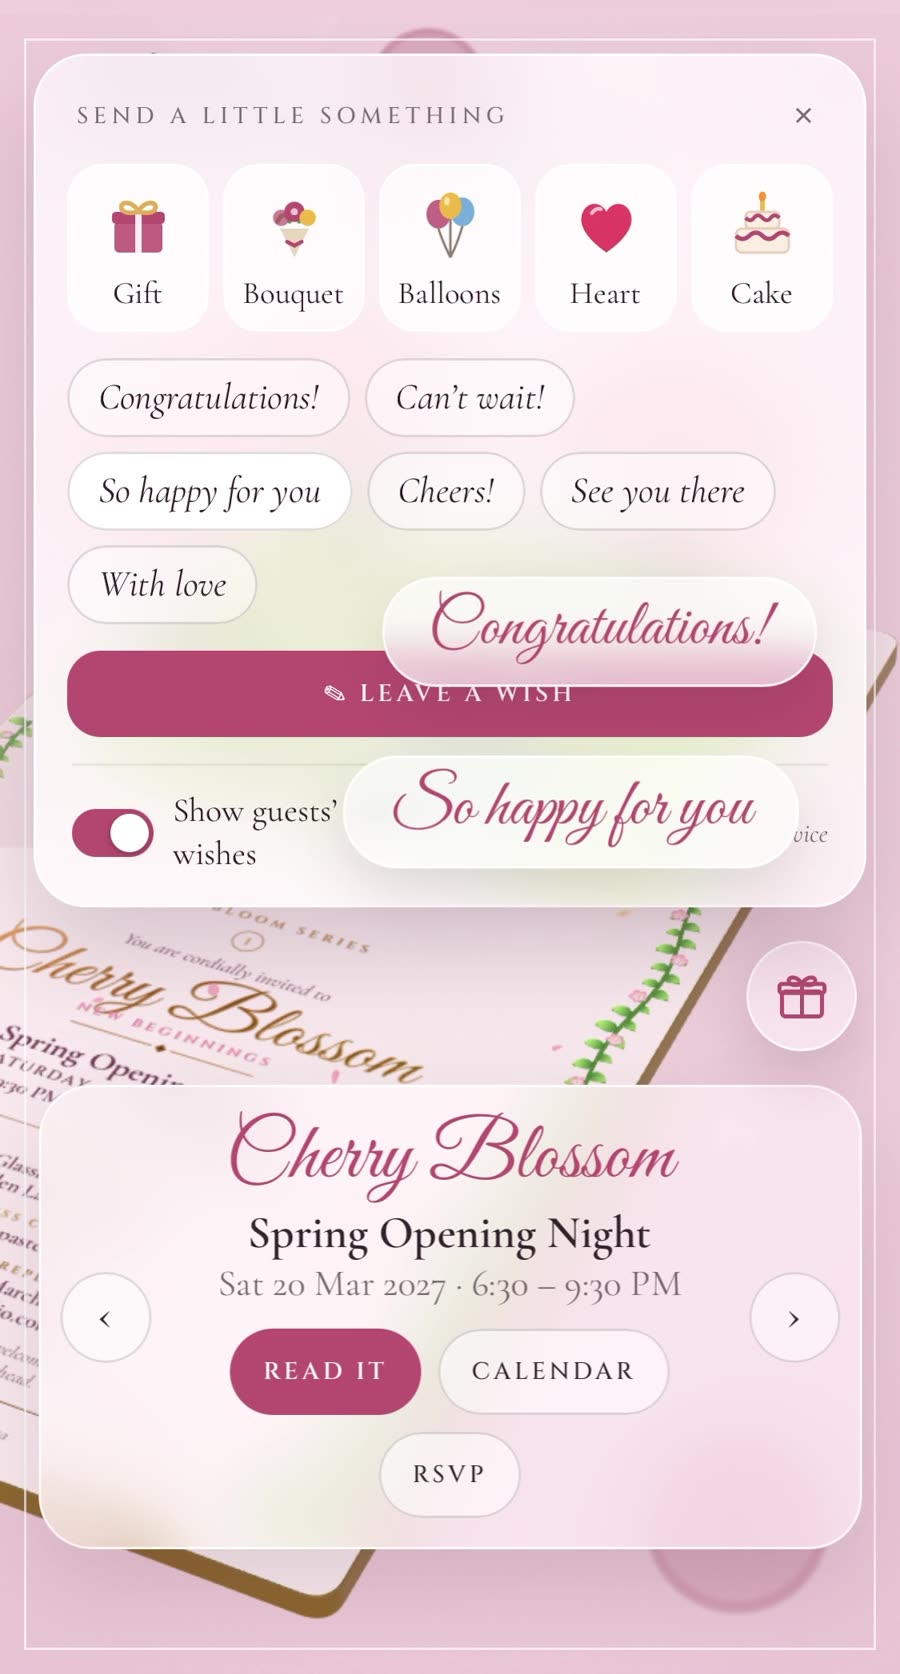 SEND A LITTLE SOMETHING ×
Gift Bouquet Balloons Heart Cake
Congratulations! Can’t wait!
So happy for you Cheers! See you there
With love
Congratulations!
✎ LEAVE A WISH
Show guests’
wishes
So happy for you
BLOOM SERIES
1
You are cordially invited to
Cherry Blossom
NEW BEGINNINGS
Spring
Cherry Blossom
Spring Opening Night
Sat 20 Mar 2027 · 6:30 – 9:30 PM
‹ ›
READ IT CALENDAR
RSVP